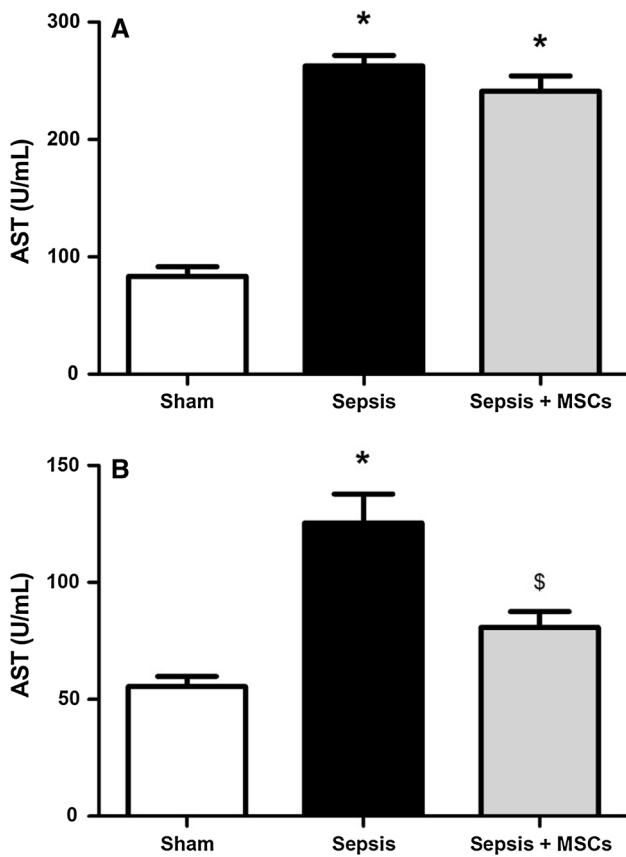 A
AST (U/mL)
300
200
100
0
*
*
Sham Sepsis Sepsis + MSCs
B
AST (U/mL)
150
100
50
0
*
$
Sham Sepsis Sepsis + MSCs